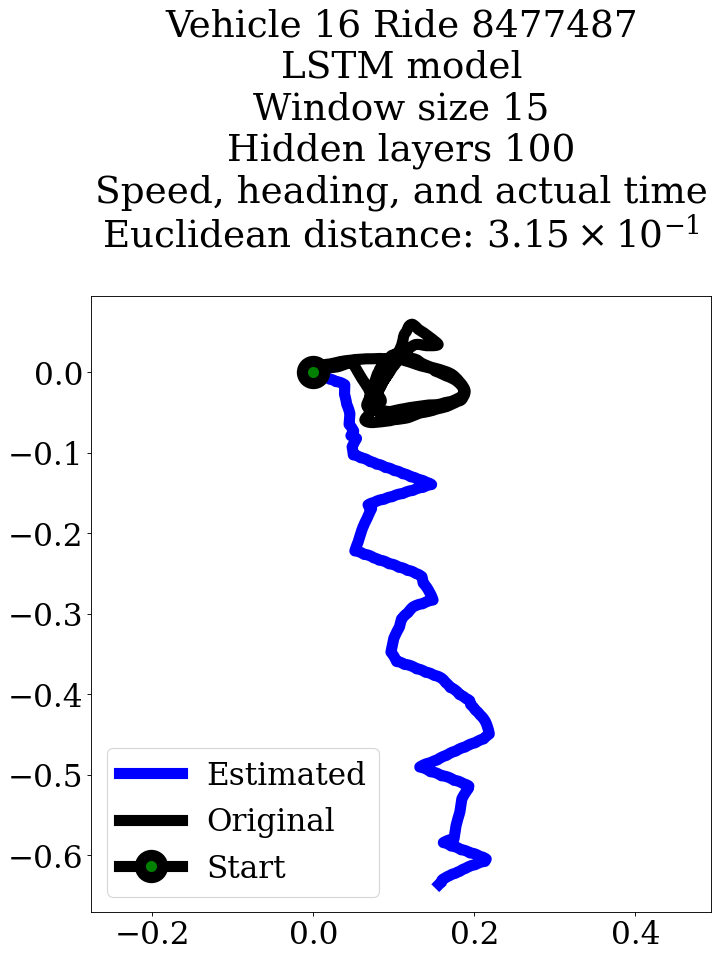 Vehicle 16 Ride 8477487
LSTM model
Window size 15
Hidden layers 100
Speed, heading, and actual time
Euclidean distance: 3.15 × 10⁻¹
0.0
−0.1
−0.2
−0.3
−0.4
−0.5
−0.6
Estimated
Original
Start
−0.2 0.0 0.2 0.4